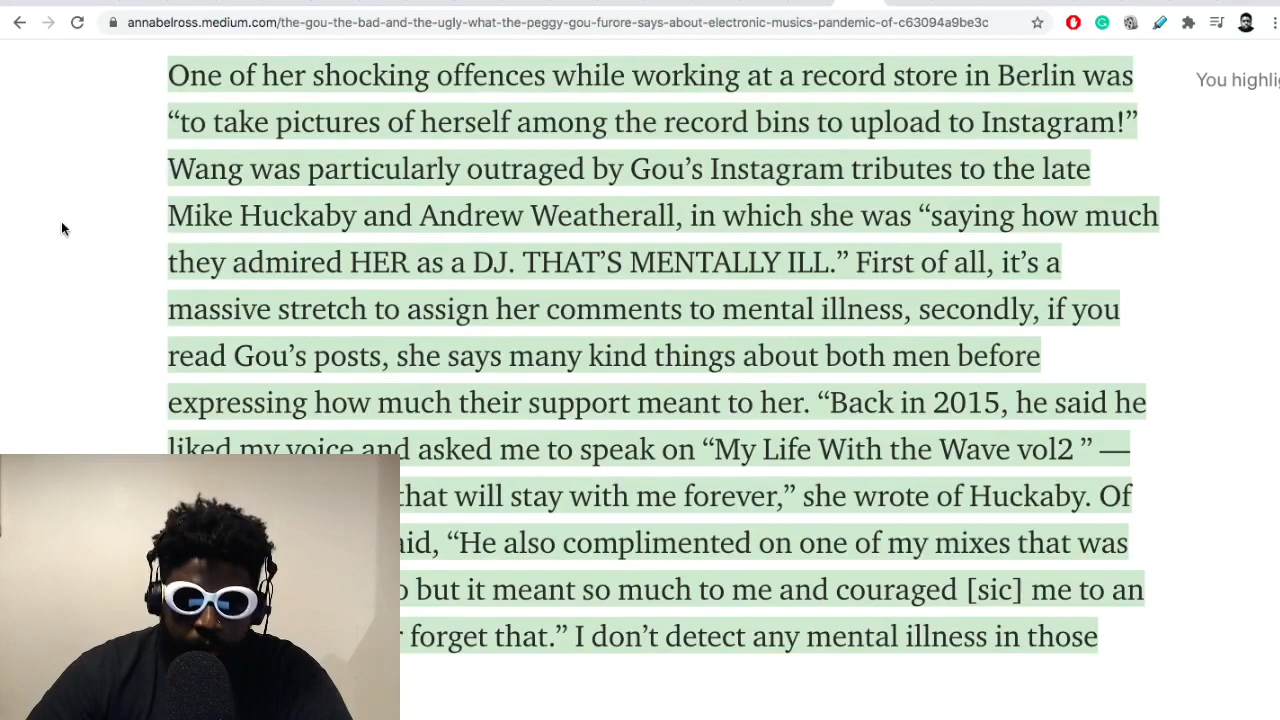 annabelross.medium.com/the-gou-the-bad-and-the-ugly-what-the-peggy-gou-furore-says-about-electronic-musics-pandemic-of-c63094a9be3c
One of her shocking offences while working at a record store in Berlin was
You highli
“to take pictures of herself among the record bins to upload to Instagram!”
Wang was particularly outraged by Gou’s Instagram tributes to the late
Mike Huckaby and Andrew Weatherall, in which she was “saying how much
they admired HER as a DJ. THAT’S MENTALLY ILL.” First of all, it’s a
massive stretch to assign her comments to mental illness, secondly, if you
read Gou’s posts, she says many kind things about both men before
expressing how much their support meant to her. “Back in 2015, he said he
liked my voice and asked me to speak on “My Life With the Wave vol2 ” —
that will stay with me forever,” she wrote of Huckaby. Of
aid, “He also complimented on one of my mixes that was
but it meant so much to me and couraged [sic] me to an
forget that.” I don’t detect any mental illness in those